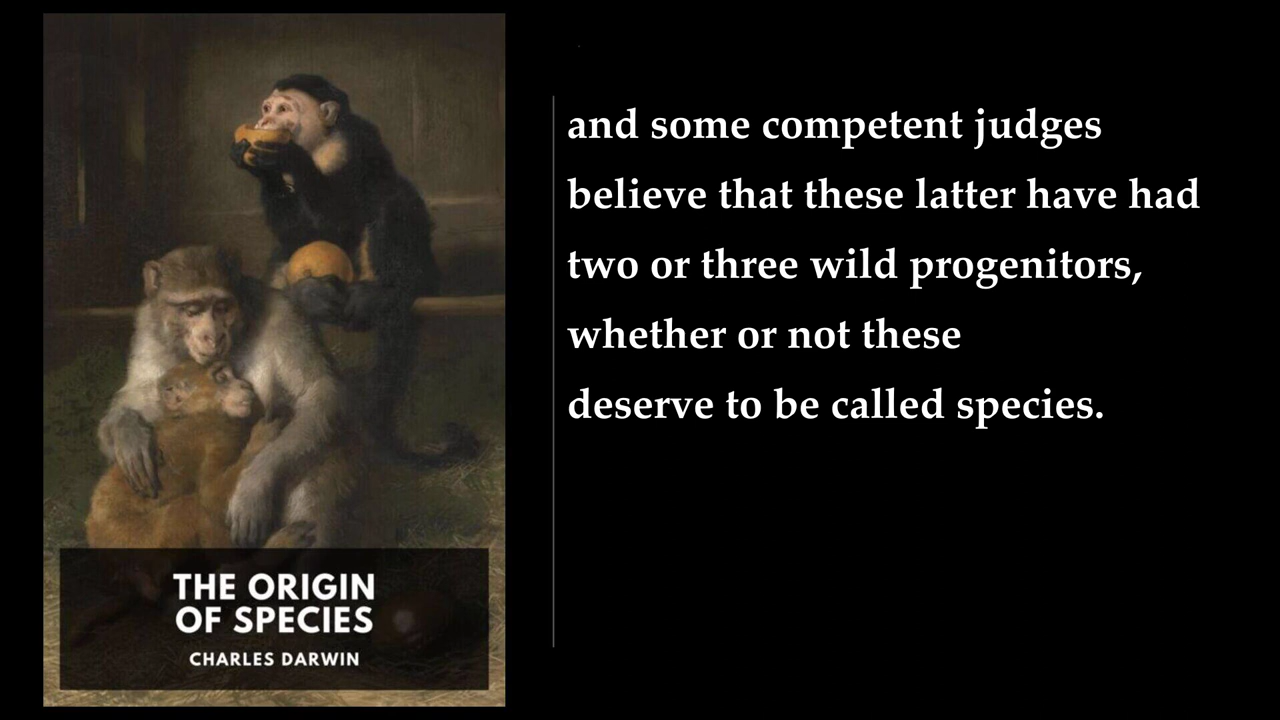 and some competent judges
believe that these latter have had
two or three wild progenitors,
whether or not these
deserve to be called species.
THE ORIGIN
OF SPECIES
CHARLES DARWIN